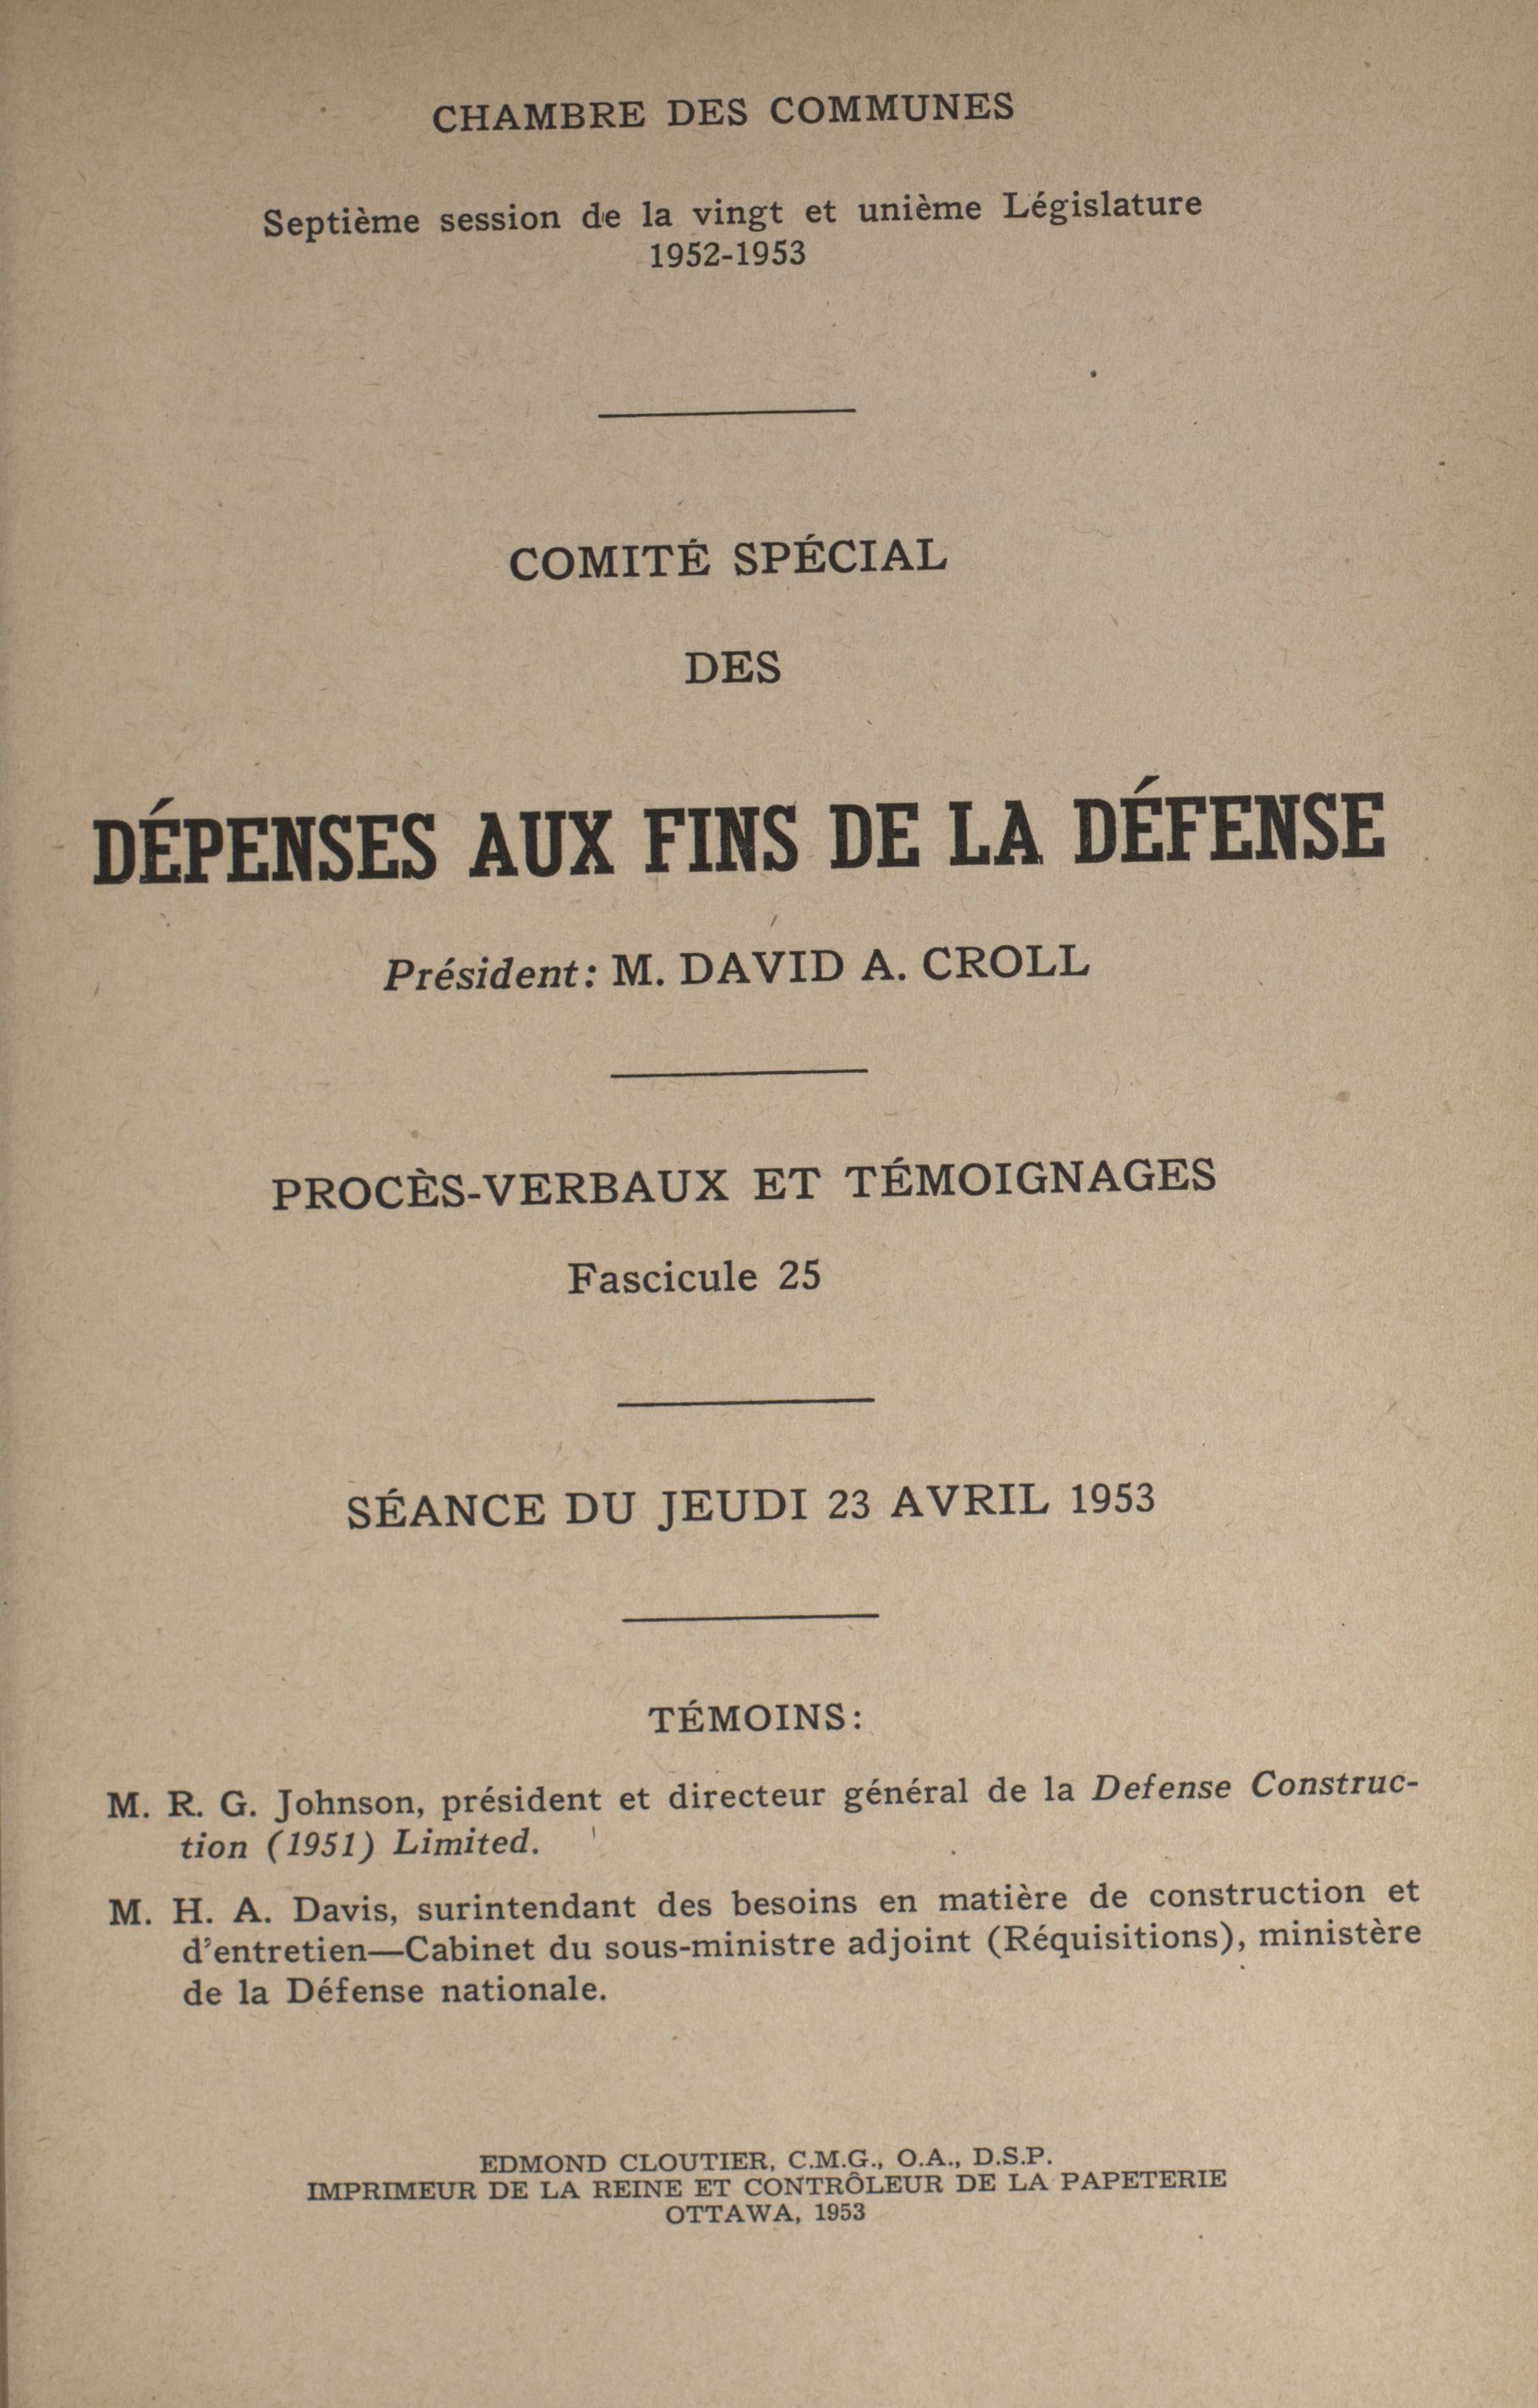 CHAMBRE DES COMMUNES
Septième session de la vingt et unième Législature
1952-1953
COMITÉ SPÉCIAL
DES
DÉPENSES AUX FINS DE LA DÉFENSE
Président: M. DAVID A. CROLL
PROCÈS-VERBAUX ET TÉMOIGNAGES
Fascicule 25
SÉANCE DU JEUDI 23 AVRIL 1953
TÉMOINS:
M. R. G. Johnson, président et directeur général de la Defense Construc-
tion (1951) Limited.
M. H. A. Davis, surintendant des besoins en matière de construction et
d'entretien—Cabinet du sous-ministre adjoint (Réquisitions), ministère
de la Défense nationale.
EDMOND CLOUTIER, C.M.G., O.A., D.S.P.
IMPRIMEUR DE LA REINE ET CONTRÔLEUR DE LA PAPETERIE
OTTAWA, 1953